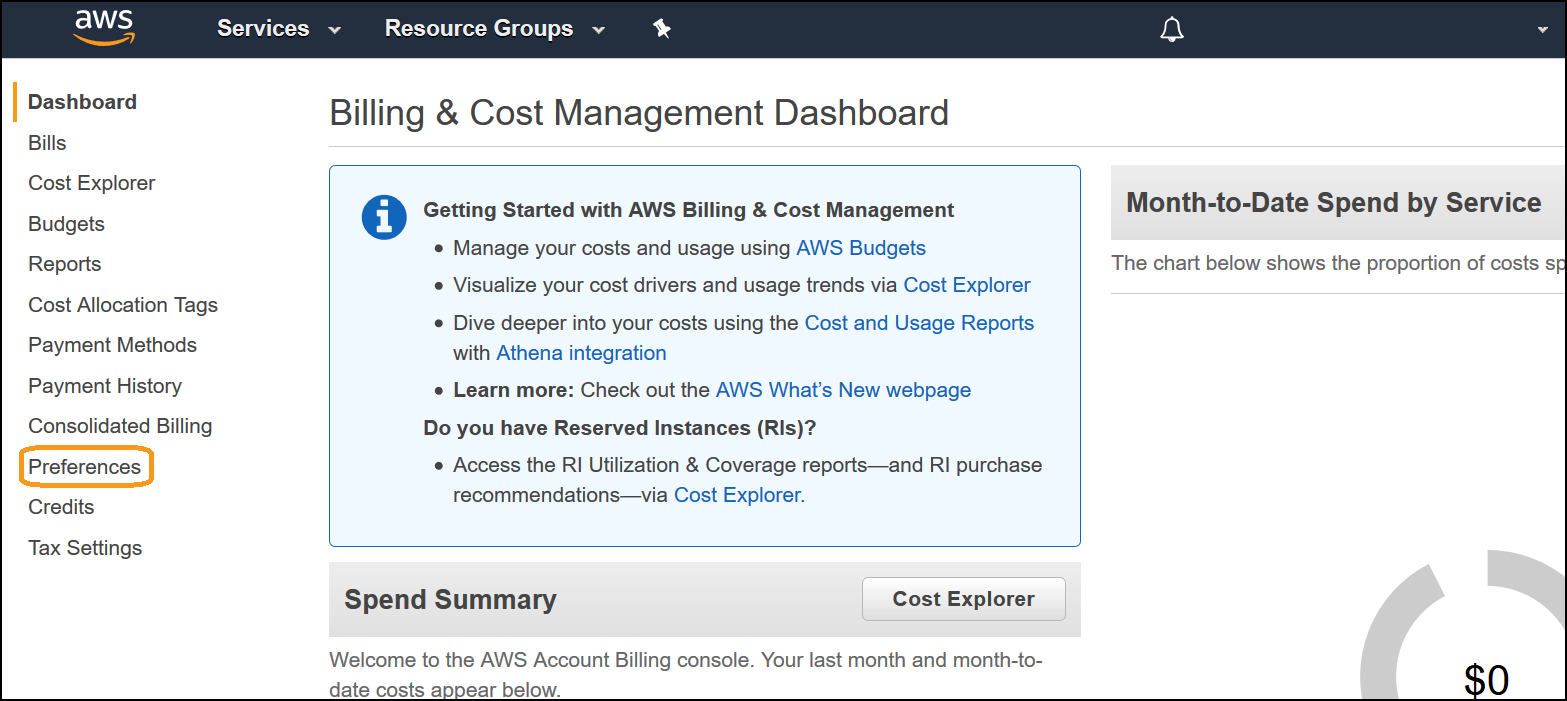 aws
Services
Resource Groups
Dashboard
Bills
Cost Explorer
Budgets
Reports
Cost Allocation Tags
Payment Methods
Payment History
Consolidated Billing
Preferences
Credits
Tax Settings
Billing & Cost Management Dashboard
Getting Started with AWS Billing & Cost Management
• Manage your costs and usage using AWS Budgets
• Visualize your cost drivers and usage trends via Cost Explorer
• Dive deeper into your costs using the Cost and Usage Reports
with Athena integration
• Learn more: Check out the AWS What’s New webpage
Do you have Reserved Instances (RIs)?
• Access the RI Utilization & Coverage reports—and RI purchase
recommendations—via Cost Explorer.
Spend Summary
Cost Explorer
Welcome to the AWS Account Billing console. Your last month and month-to-
date costs appear below.
Month-to-Date Spend by Service
The chart below shows the proportion of costs sp
$0